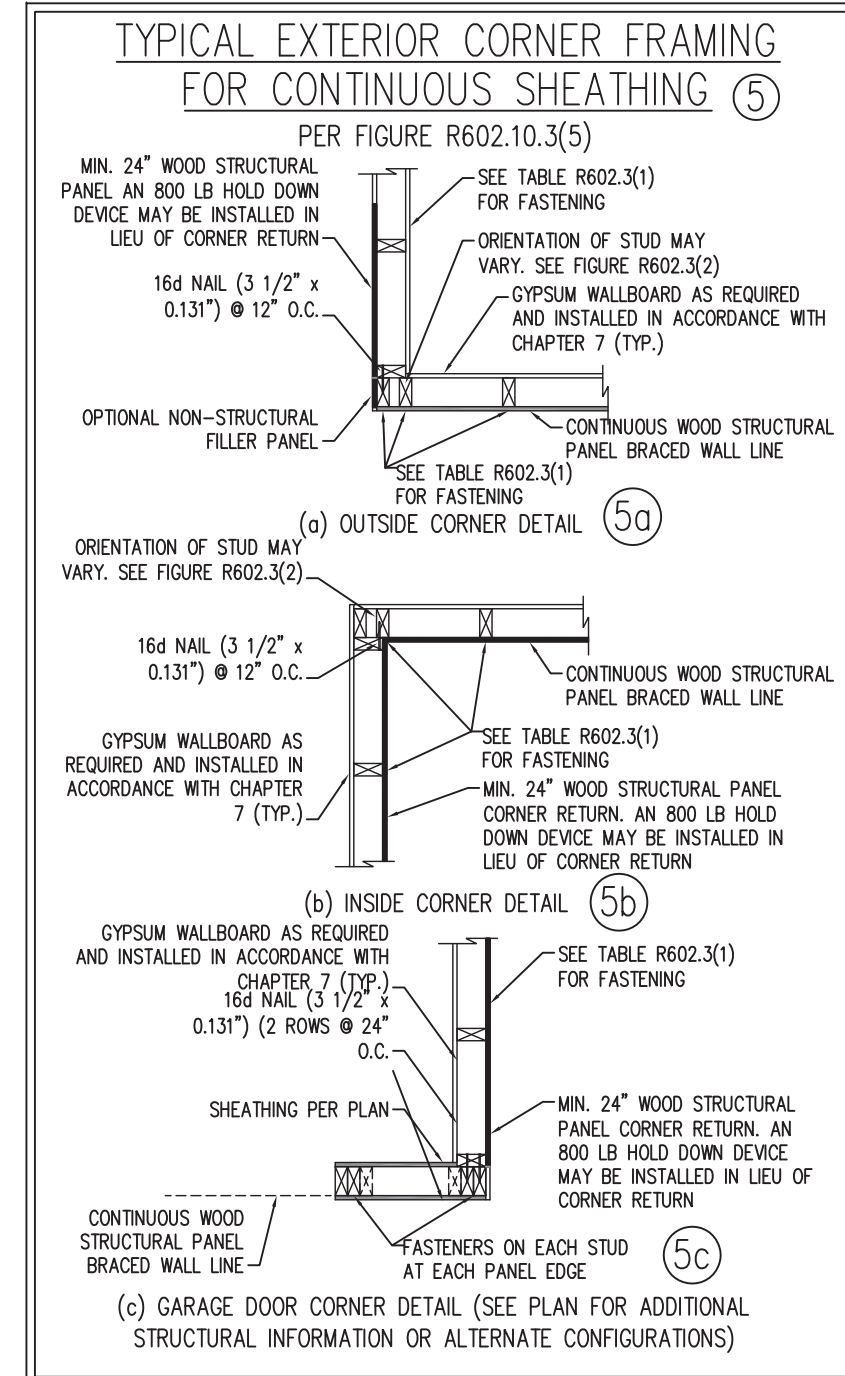 TYPICAL EXTERIOR CORNER FRAMING
FOR CONTINUOUS SHEATHING 5
PER FIGURE R602.10.3(5)
MIN. 24" WOOD STRUCTURAL
PANEL AN 800 LB HOLD DOWN
DEVICE MAY BE INSTALLED IN
LIEU OF CORNER RETURN
16d NAIL (3 1/2" x
0.131") @ 12" O.C.
OPTIONAL NON-STRUCTURAL
FILLER PANEL
SEE TABLE R602.3(1)
FOR FASTENING
ORIENTATION OF STUD MAY
VARY. SEE FIGURE R602.3(2)
GYPSUM WALLBOARD AS REQUIRED
AND INSTALLED IN ACCORDANCE WITH
CHAPTER 7 (TYP.)
CONTINUOUS WOOD STRUCTURAL
PANEL BRACED WALL LINE
SEE TABLE R602.3(1)
FOR FASTENING
(a) OUTSIDE CORNER DETAIL 5a
ORIENTATION OF STUD MAY
VARY. SEE FIGURE R602.3(2)
16d NAIL (3 1/2" x
0.131") @ 12" O.C.
GYPSUM WALLBOARD AS
REQUIRED AND INSTALLED IN
ACCORDANCE WITH CHAPTER
7 (TYP.)
CONTINUOUS WOOD STRUCTURAL
PANEL BRACED WALL LINE
SEE TABLE R602.3(1)
FOR FASTENING
MIN. 24" WOOD STRUCTURAL PANEL
CORNER RETURN. AN 800 LB HOLD
DOWN DEVICE MAY BE INSTALLED IN
LIEU OF CORNER RETURN
(b) INSIDE CORNER DETAIL 5b
GYPSUM WALLBOARD AS REQUIRED
AND INSTALLED IN ACCORDANCE WITH
CHAPTER 7 (TYP.)
16d NAIL (3 1/2" x
0.131") (2 ROWS @ 24"
O.C.
SHEATHING PER PLAN
CONTINUOUS WOOD
STRUCTURAL PANEL
BRACED WALL LINE
SEE TABLE R602.3(1)
FOR FASTENING
MIN. 24" WOOD STRUCTURAL
PANEL CORNER RETURN. AN
800 LB HOLD DOWN DEVICE
MAY BE INSTALLED IN LIEU OF
CORNER RETURN
FASTENERS ON EACH STUD
AT EACH PANEL EDGE
5c
(c) GARAGE DOOR CORNER DETAIL (SEE PLAN FOR ADDITIONAL
STRUCTURAL INFORMATION OR ALTERNATE CONFIGURATIONS)